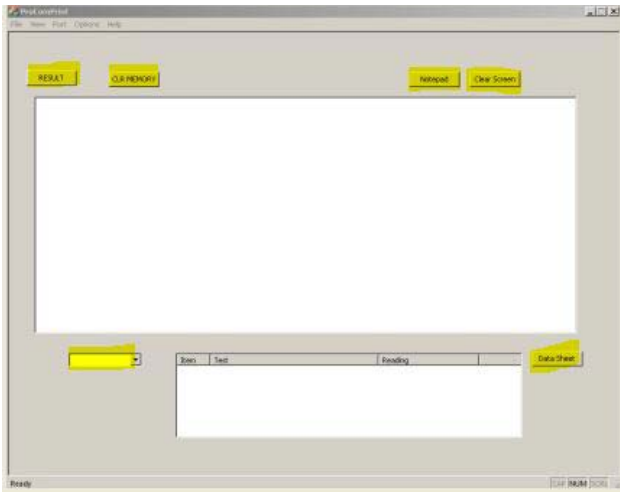 File View Port Options Help
RESULT CLR MEMORY Notepad Clear Screen
Item Test Reading
Data Sheet
Ready CAP NUM SCRL